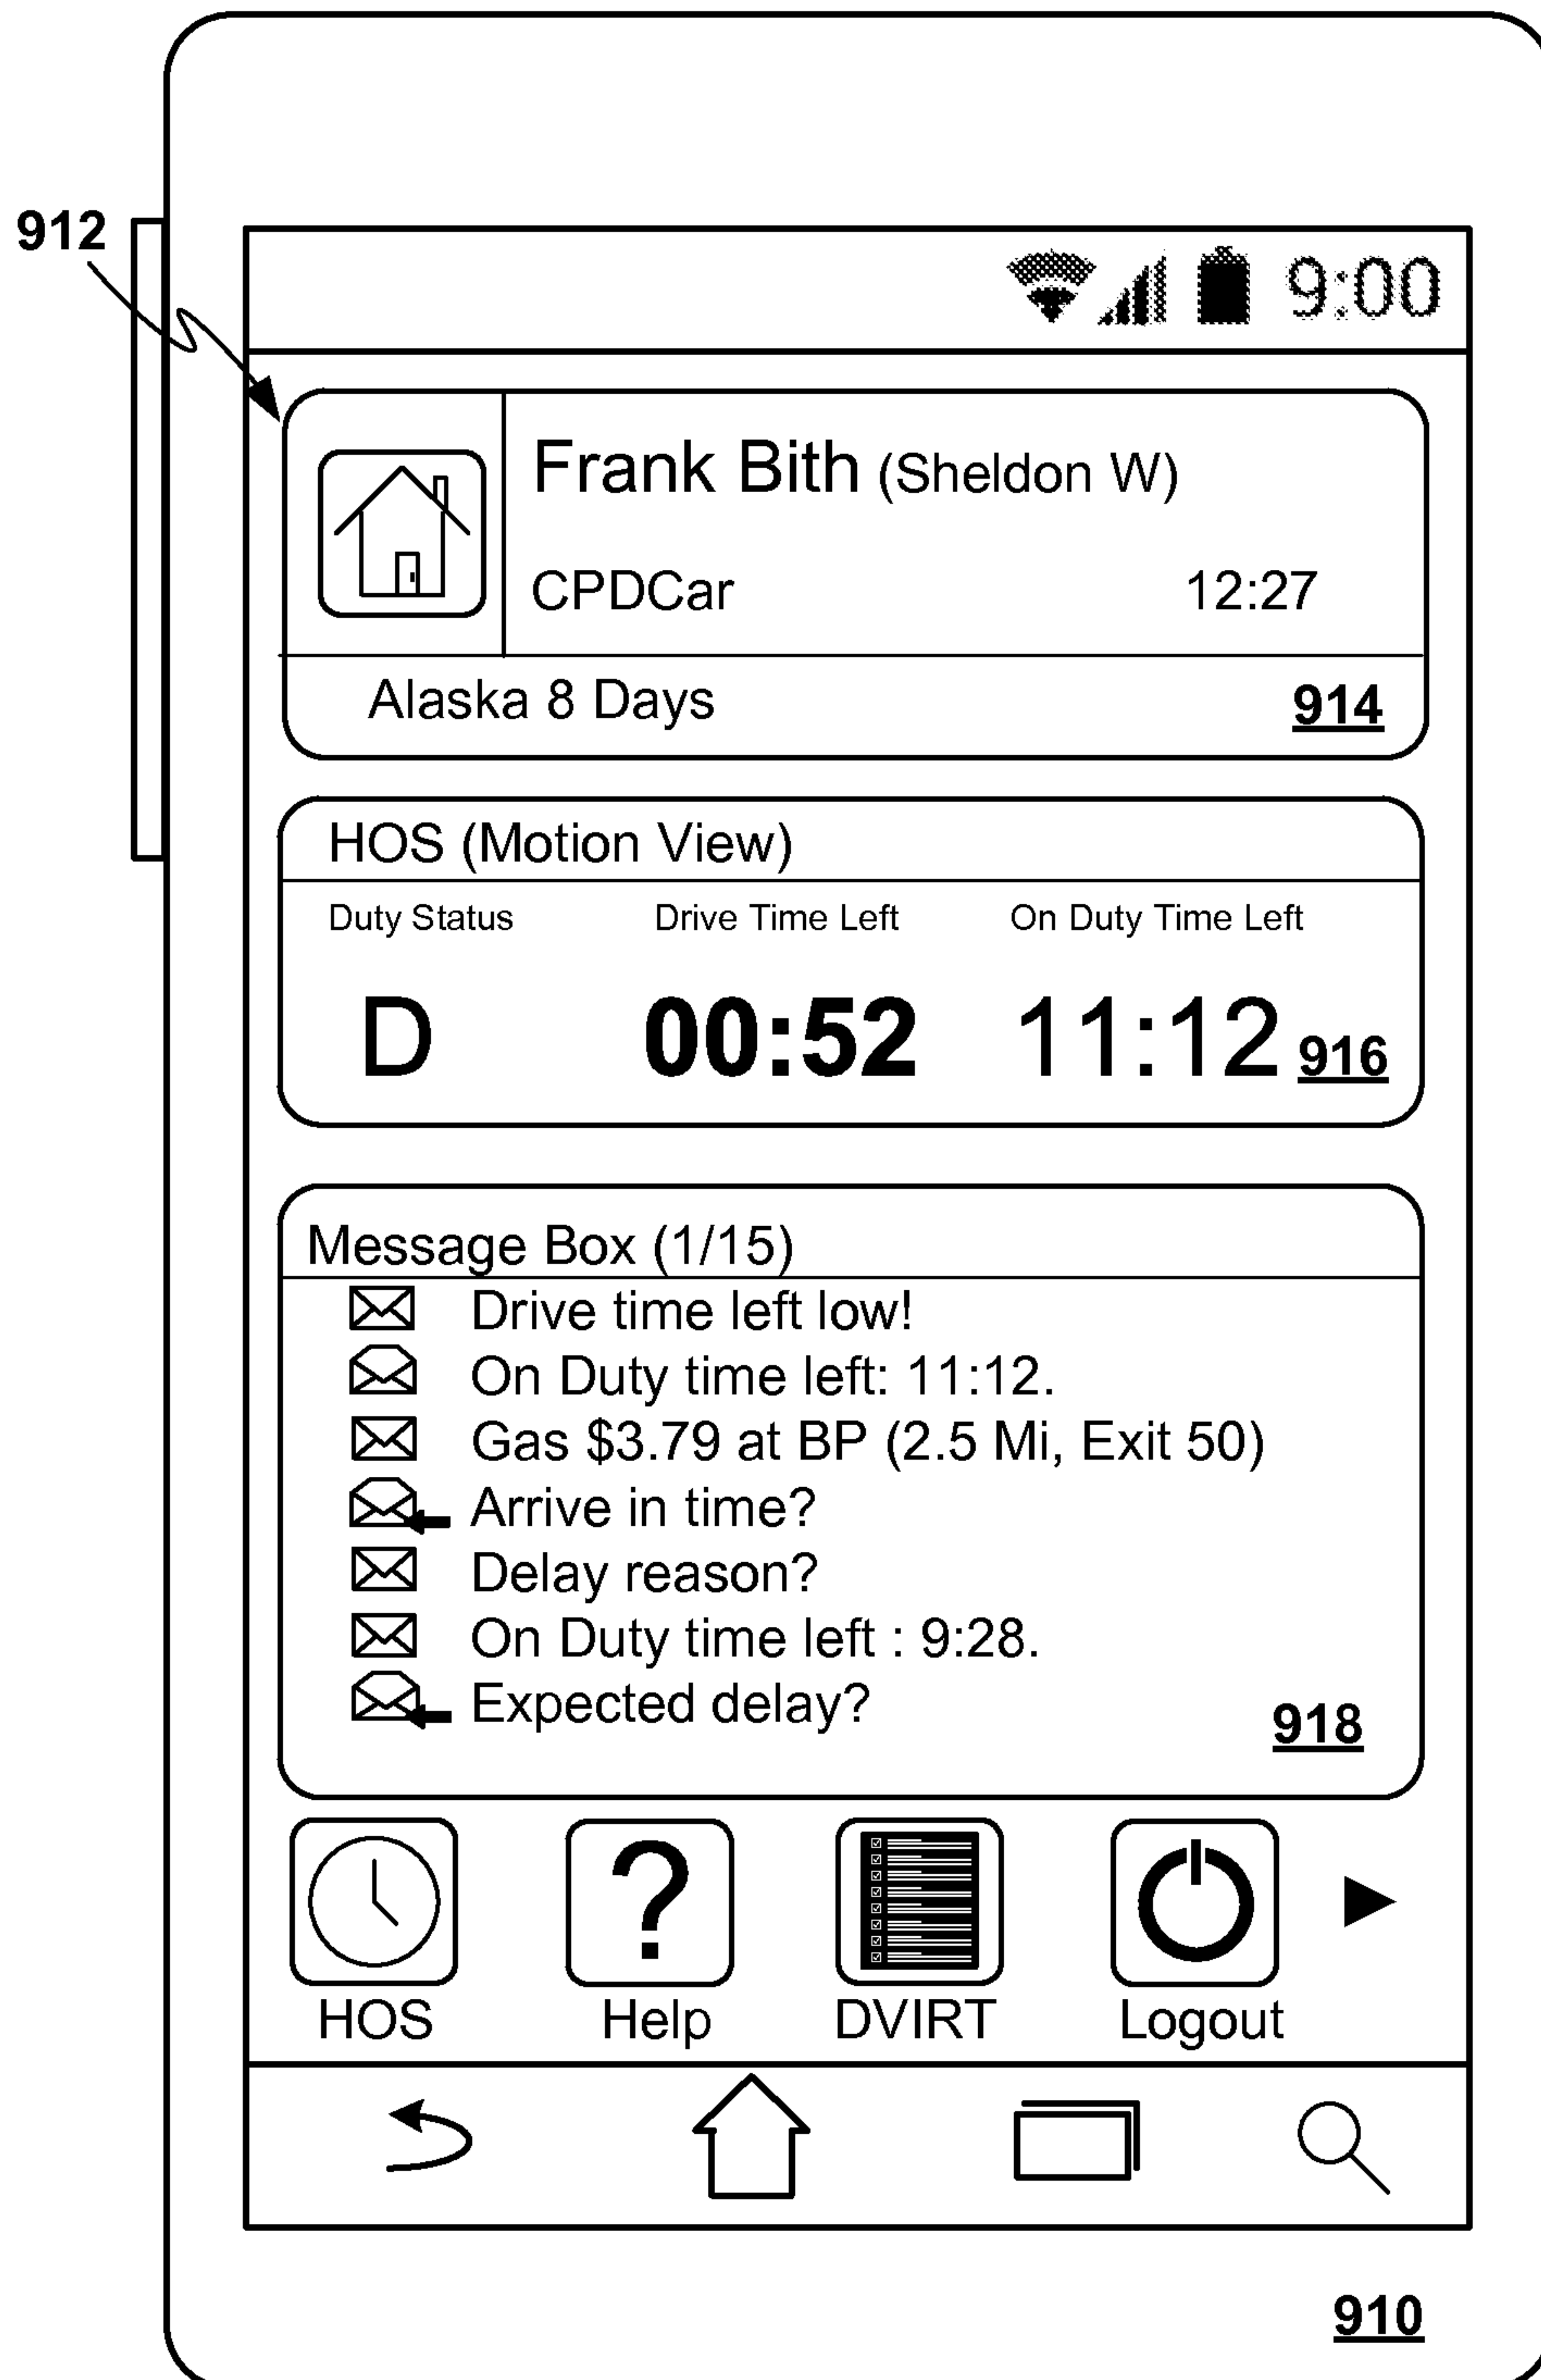 912
9:00
Frank Bith (Sheldon W)
CPDCar 12:27
Alaska 8 Days 914
HOS (Motion View)
Duty Status Drive Time Left On Duty Time Left
D 00:52 11:12 916
Message Box (1/15)
Drive time left low!
On Duty time left: 11:12.
Gas $3.79 at BP (2.5 Mi, Exit 50)
Arrive in time?
Delay reason?
On Duty time left : 9:28.
Expected delay?
918
HOS Help DVIRT Logout
910